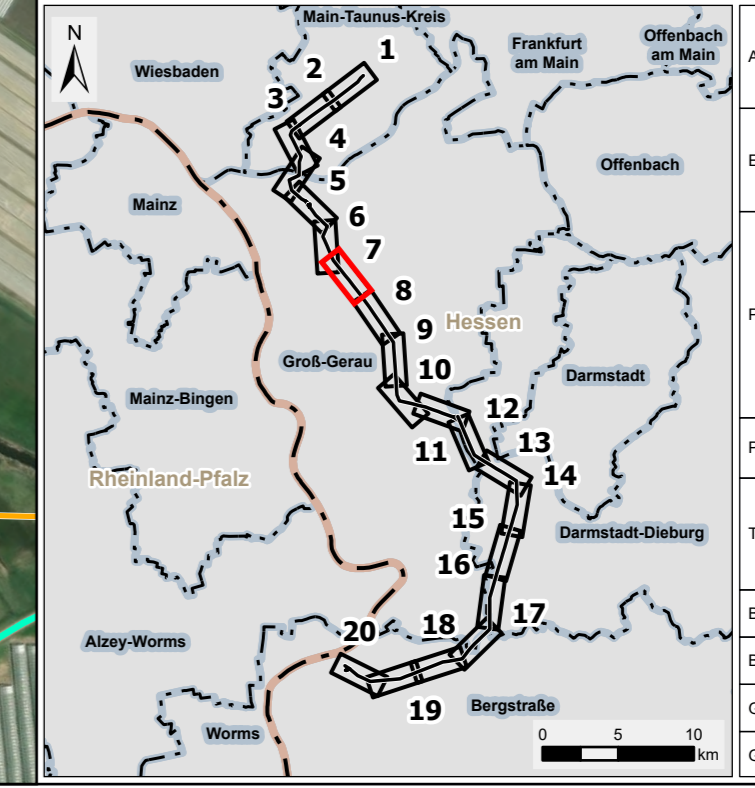 N
Main-Taunus-Kreis
1
Offenbach
am Main
Frankfurt
am Main
2
Wiesbaden
3
4
Offenbach
5
Mainz
6
7
8
Hessen
9
Groß-Gerau
10
Darmstadt
Mainz-Bingen
12
11
13
Rheinland-Pfalz
14
15
Darmstadt-Dieburg
16
17
18
Alzey-Worms
20
19
Bergstraße
Worms
0 5 10
km